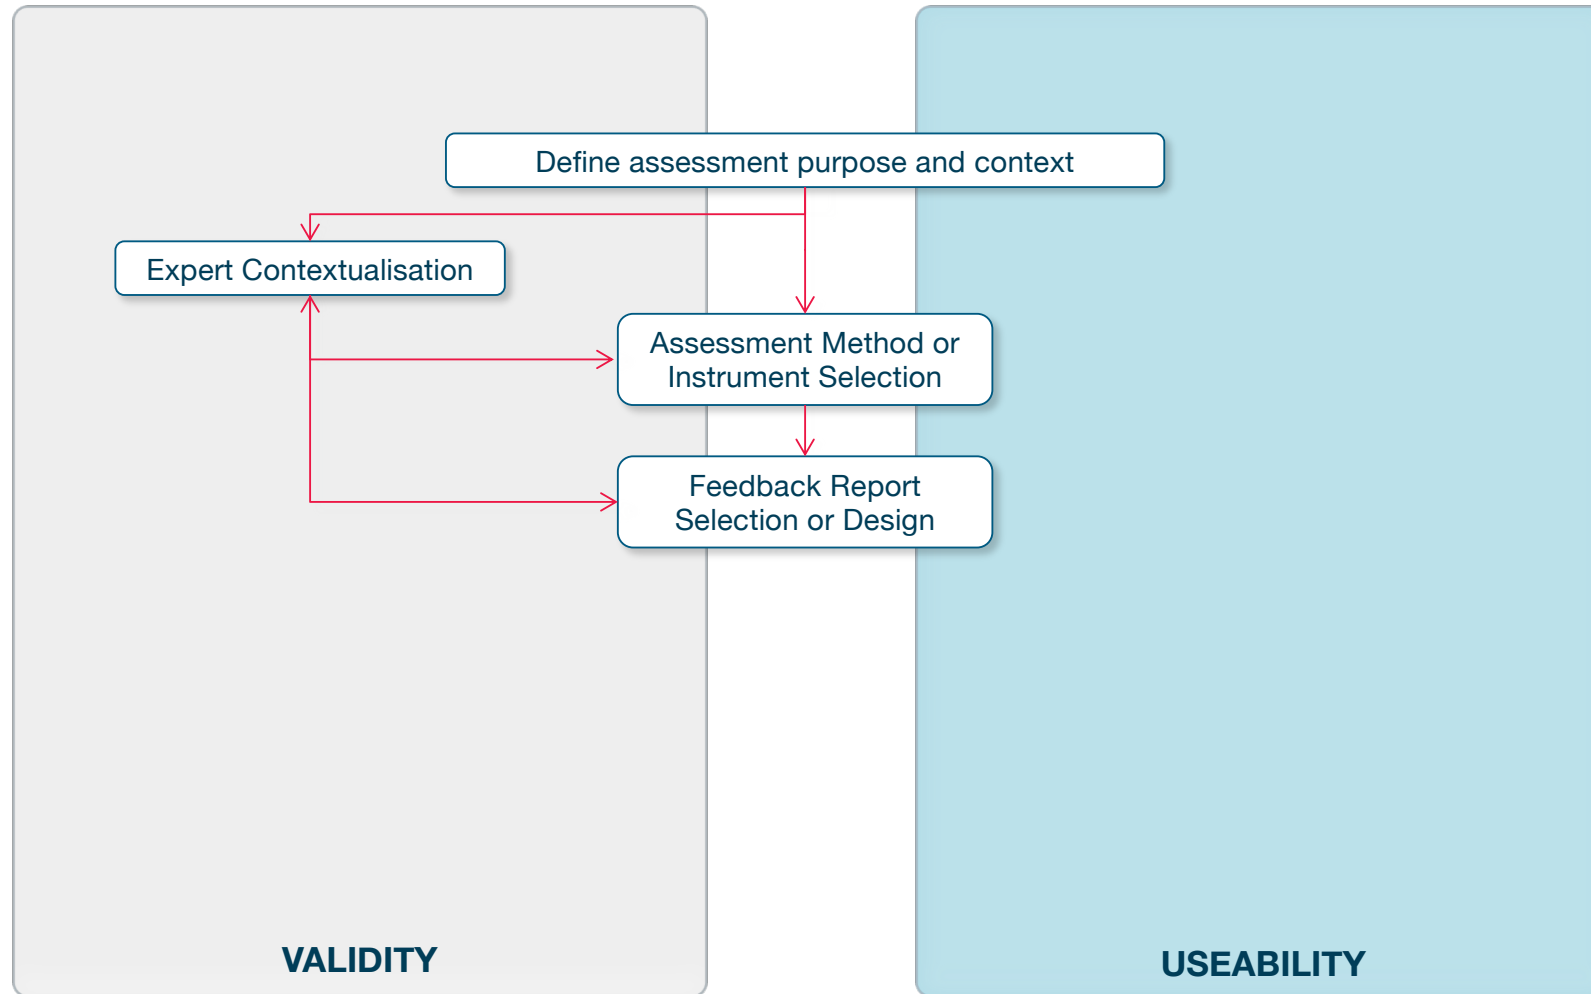 Define assessment purpose and context
Expert Contextualisation
Assessment Method or
Instrument Selection
Feedback Report
Selection or Design
VALIDITY
USEABILITY